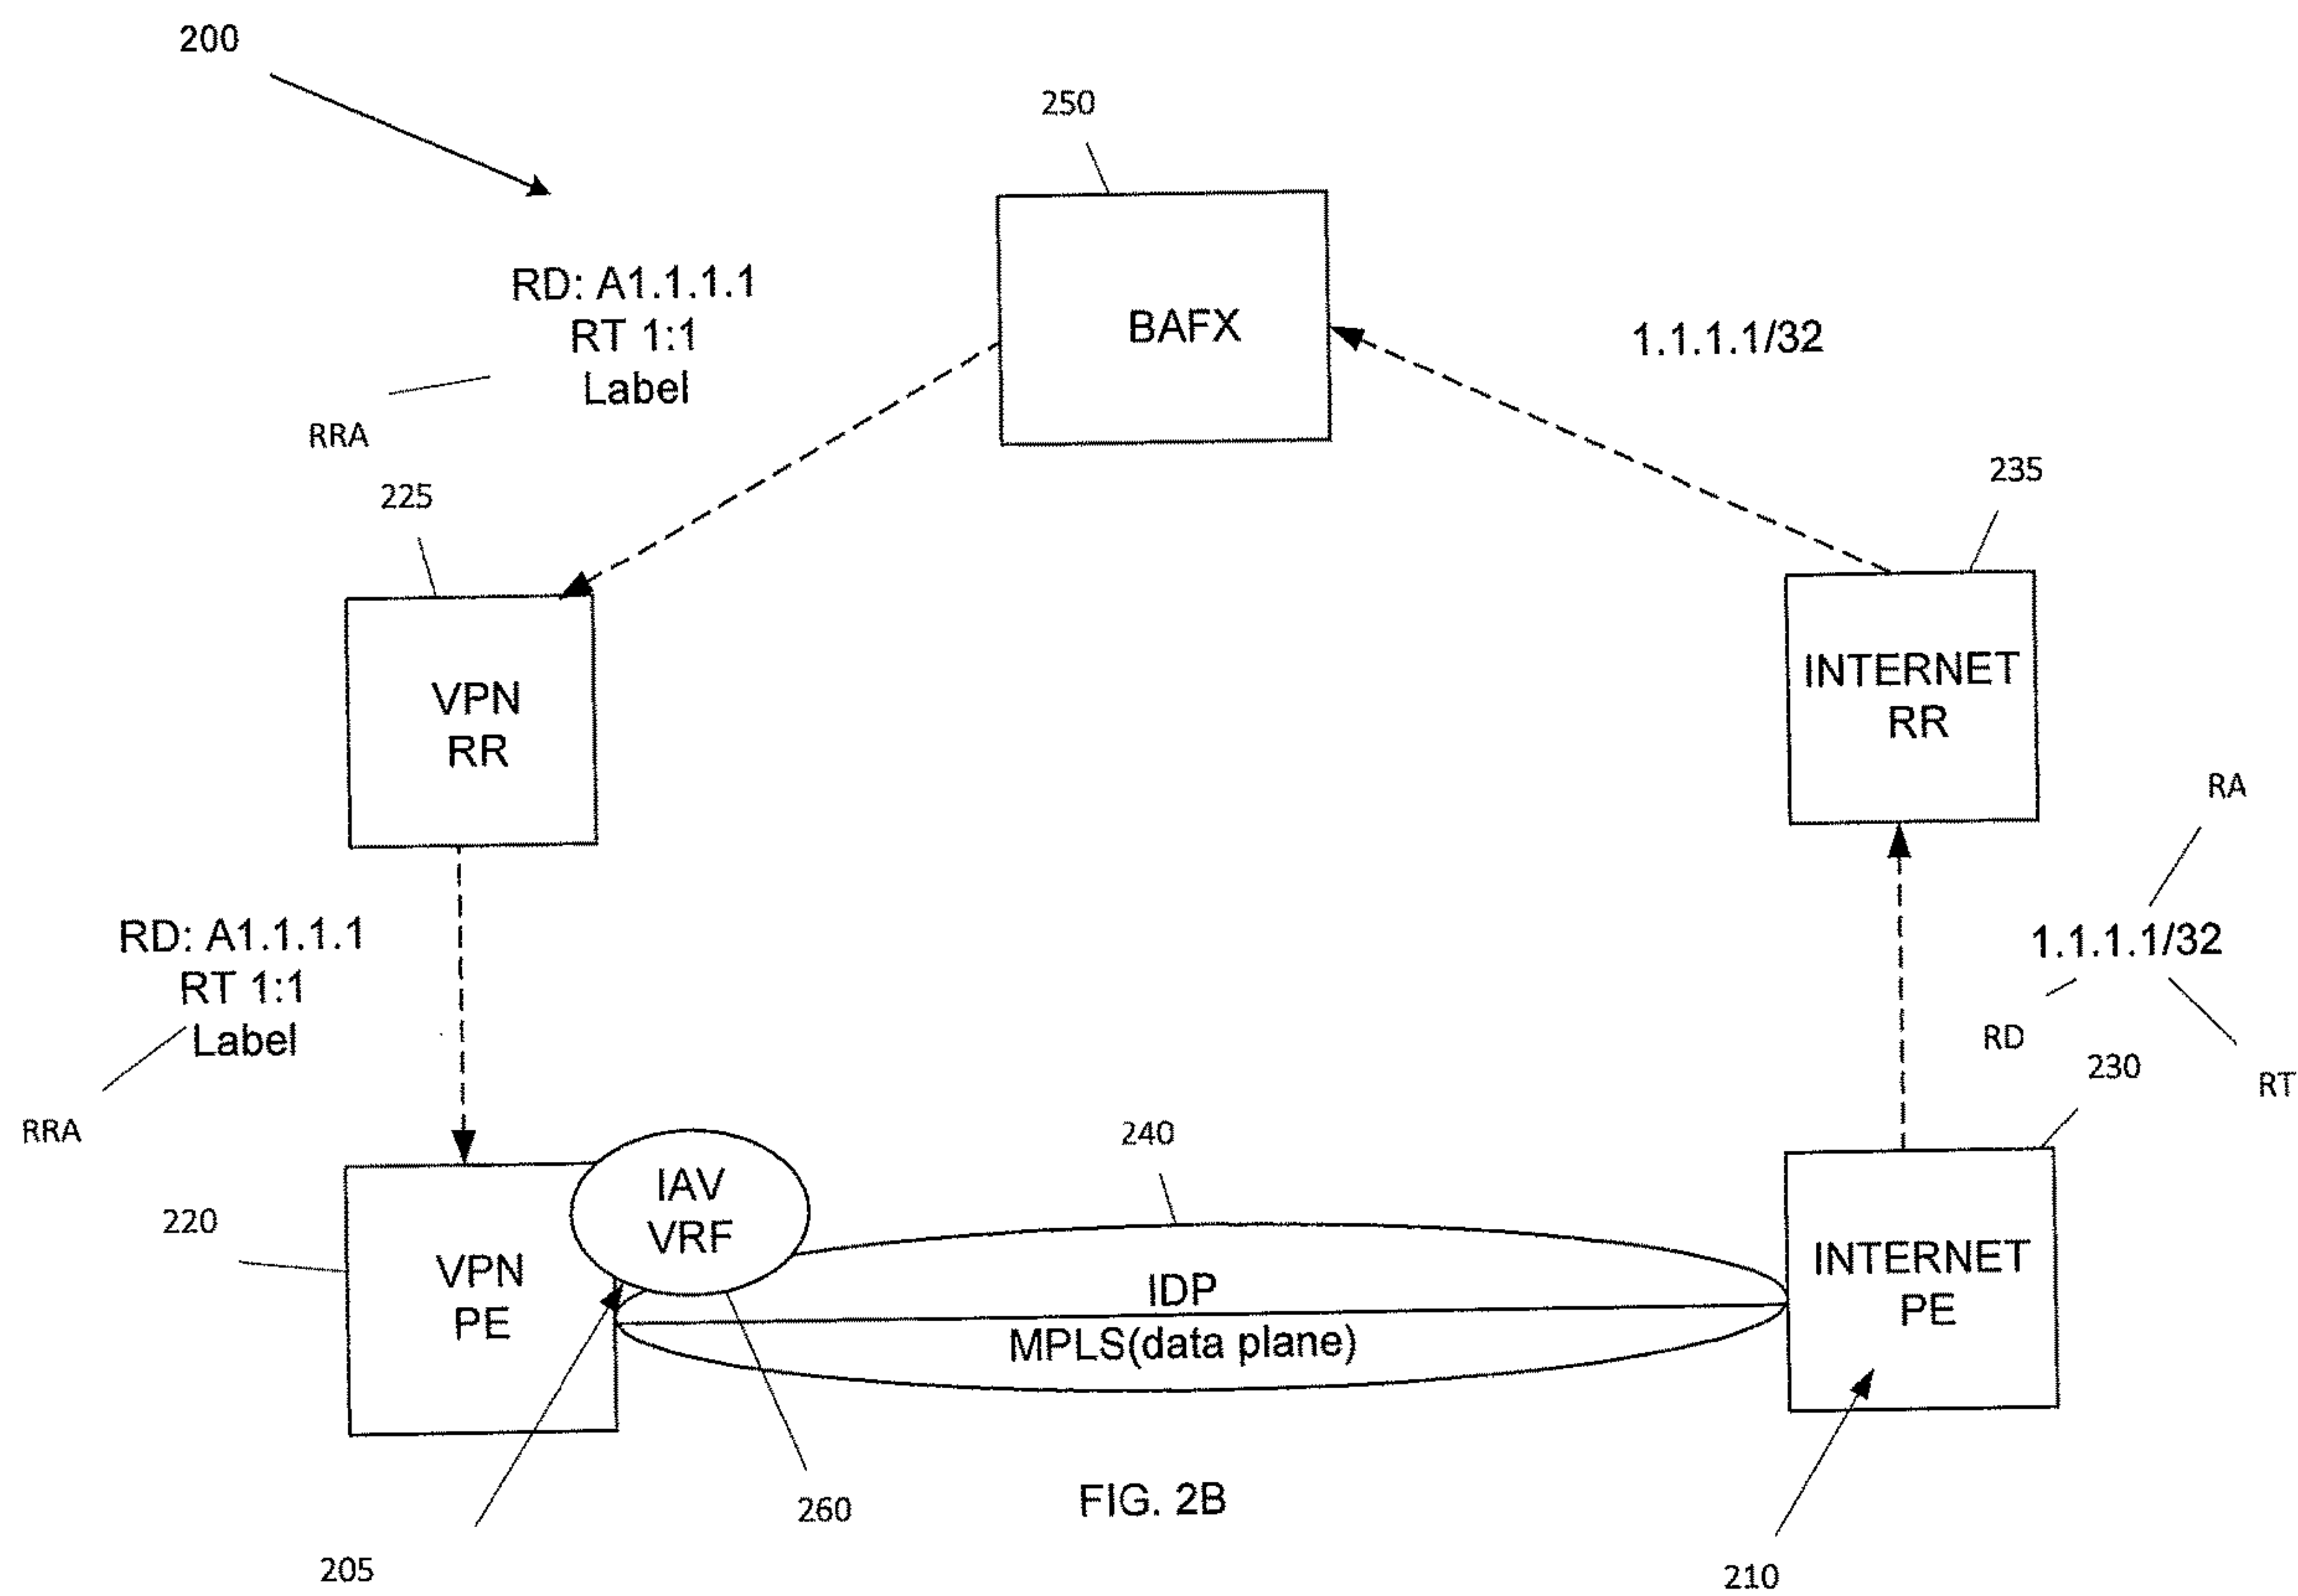 200
250
RD: A1.1.1.1
RT 1:1
Label
RRA
BAFX
1.1.1.1/32
225
235
VPN
RR
INTERNET
RR
RA
RD: A1.1.1.1
RT 1:1
Label
RRA
1.1.1.1/32
RD
RT
230
240
220
IAV
VRF
VPN
PE
IDP
MPLS(data plane)
INTERNET
PE
260
FIG. 2B
205
210